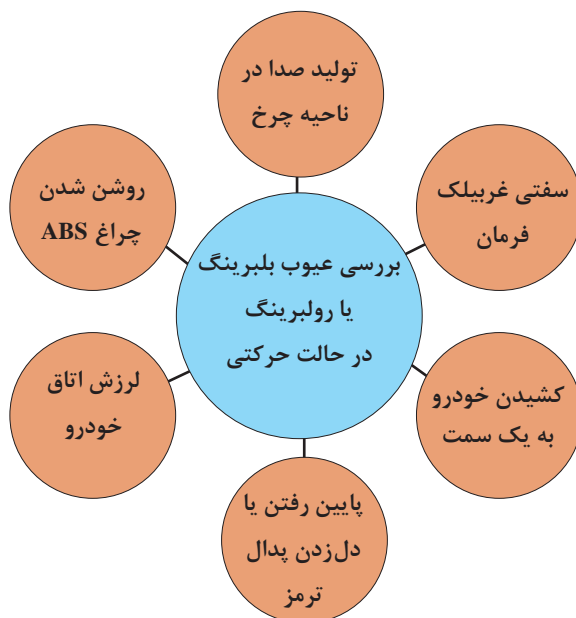 تولید صدا در
ناحیه چرخ
سفتی غربیلک
فرمان
کشیدن خودرو
به یک سمت
پایین رفتن یا
دل‌زدن پدال
ترمز
لرزش اتاق
خودرو
روشن شدن
چراغ ABS
بررسی عیوب بلبرینگ
یا رولبرینگ
در حالت حرکتی